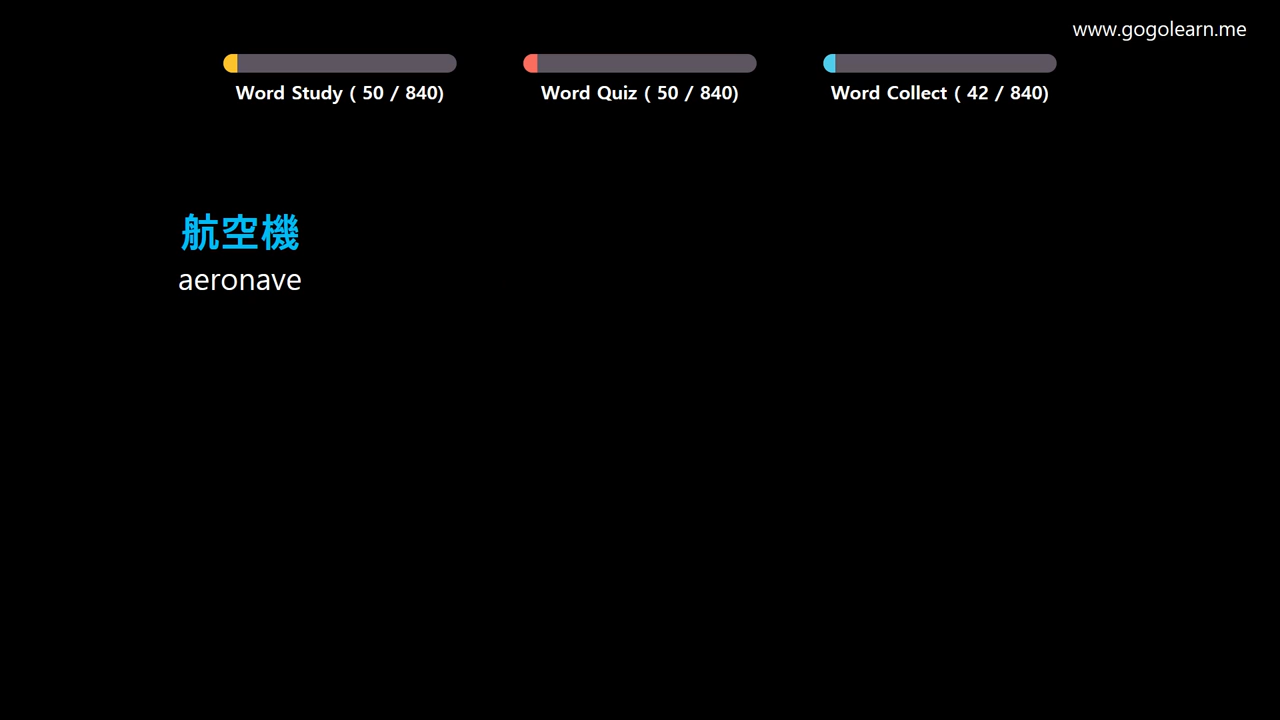 www.gogolearn.me
Word Study ( 50 / 840)
Word Quiz ( 50 / 840)
Word Collect ( 42 / 840)
航空機
aeronave